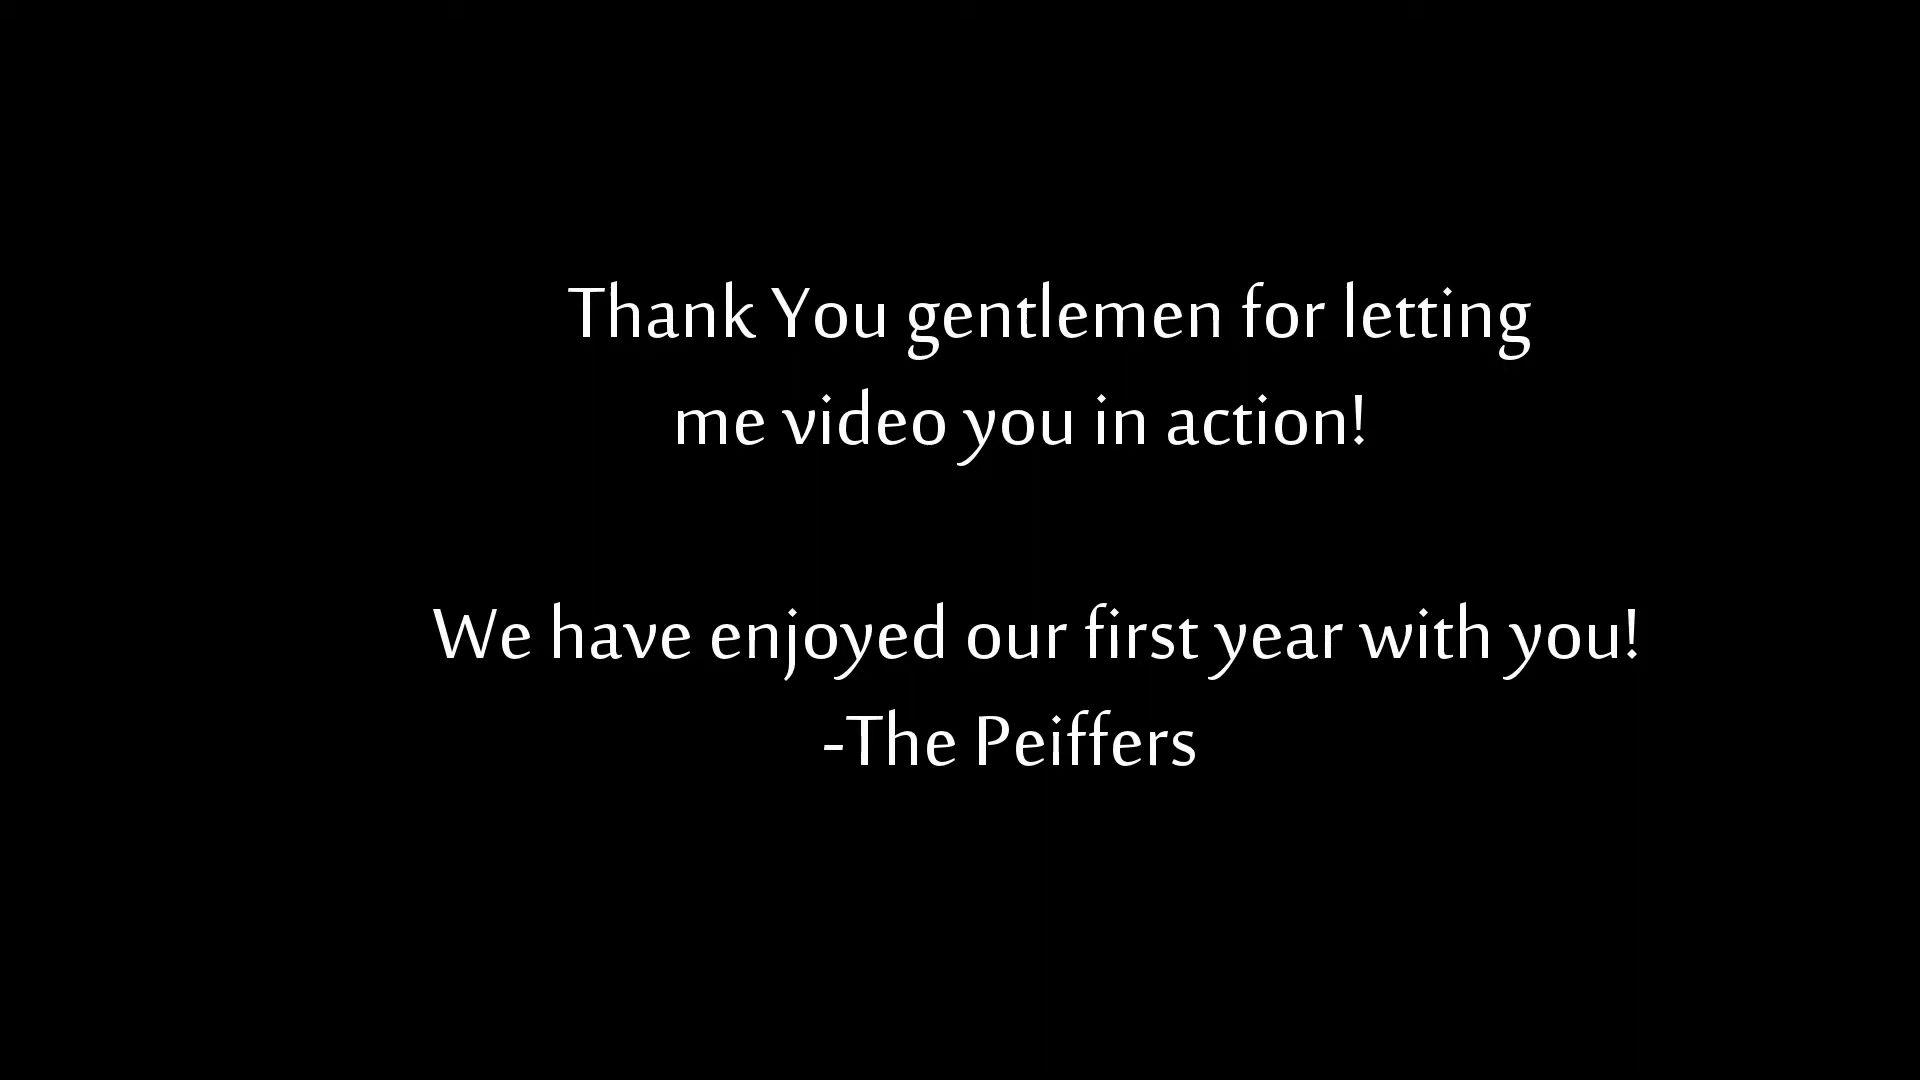 Thank You gentlemen for letting
me video you in action!
We have enjoyed our first year with you!
-The Peiffers